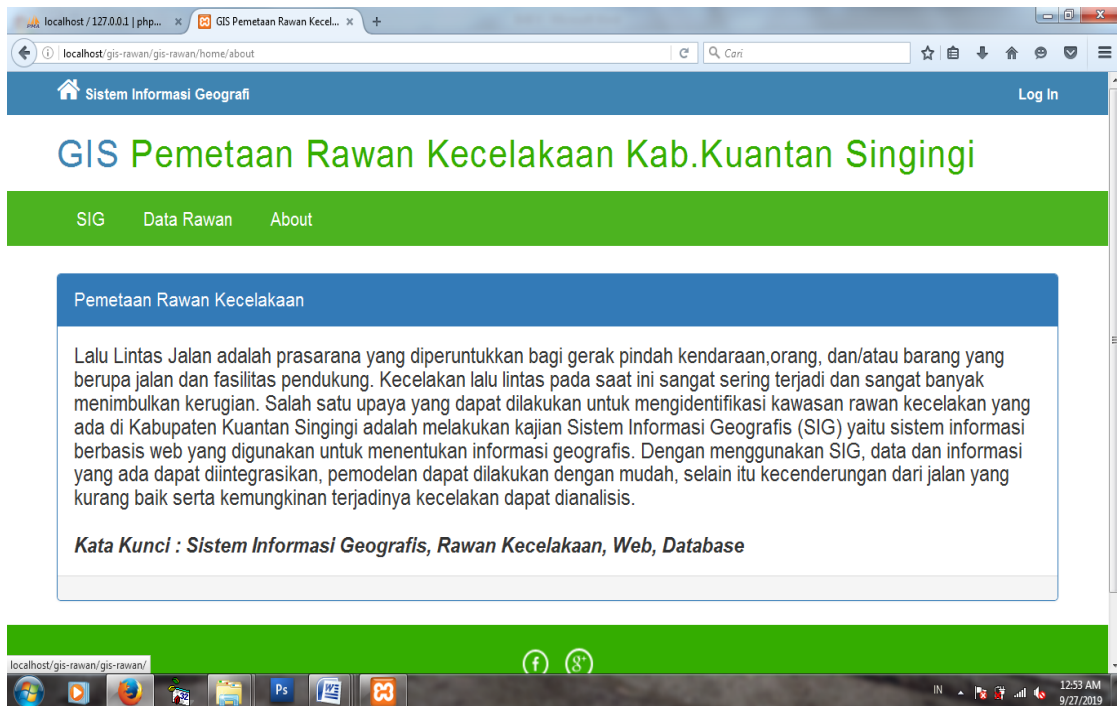 localhost / 127.0.0.1 | php...
GIS Pemetaan Rawan Kecel...
localhost/gis-rawan/gis-rawan/home/about
Cari
Sistem Informasi Geografi
Log In
GIS Pemetaan Rawan Kecelakaan Kab.Kuantan Singingi
SIG
Data Rawan
About
Pemetaan Rawan Kecelakaan
Lalu Lintas Jalan adalah prasarana yang diperuntukkan bagi gerak pindah kendaraan,orang, dan/atau barang yang
berupa jalan dan fasilitas pendukung. Kecelakan lalu lintas pada saat ini sangat sering terjadi dan sangat banyak
menimbulkan kerugian. Salah satu upaya yang dapat dilakukan untuk mengidentifikasi kawasan rawan kecelakan yang
ada di Kabupaten Kuantan Singingi adalah melakukan kajian Sistem Informasi Geografis (SIG) yaitu sistem informasi
berbasis web yang digunakan untuk menentukan informasi geografis. Dengan menggunakan SIG, data dan informasi
yang ada dapat diintegrasikan, pemodelan dapat dilakukan dengan mudah, selain itu kecenderungan dari jalan yang
kurang baik serta kemungkinan terjadinya kecelakan dapat dianalisis.
Kata Kunci : Sistem Informasi Geografis, Rawan Kecelakaan, Web, Database
localhost/gis-rawan/gis-rawan/
Ps
IN
12:53 AM
9/27/2019